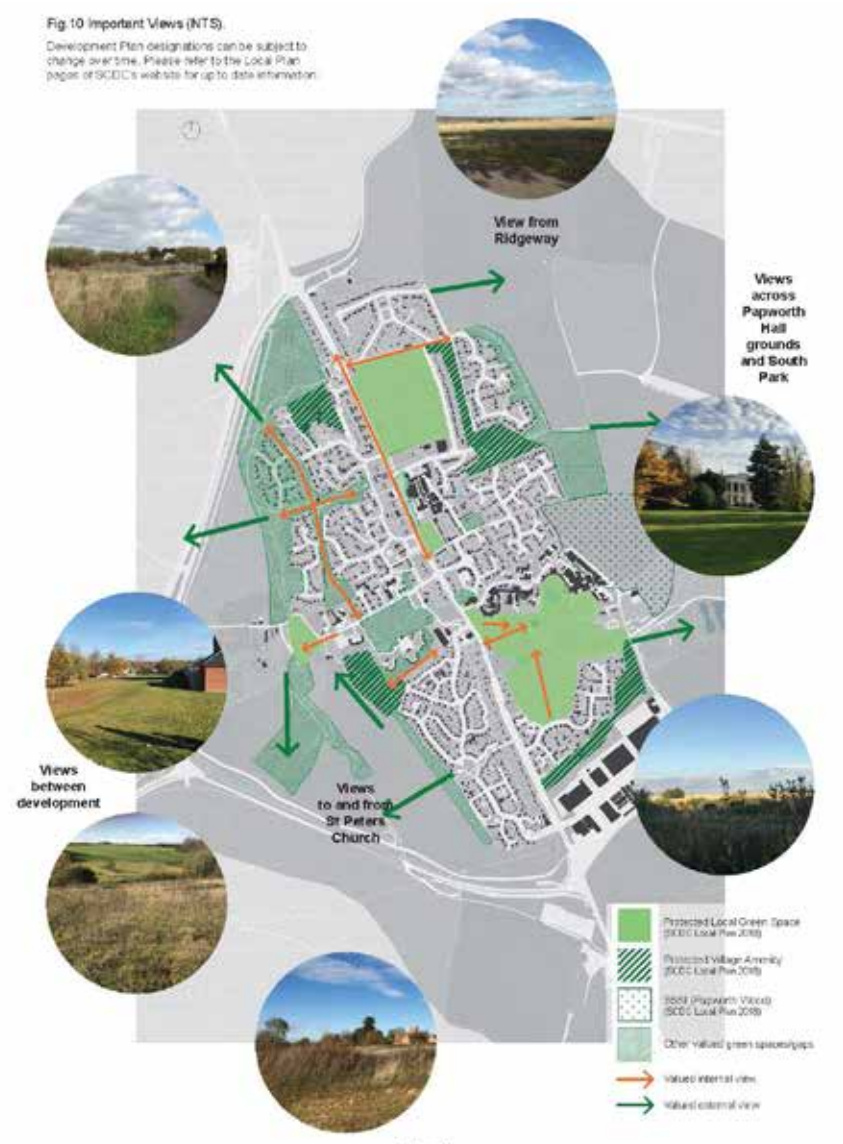 Fig.10 Important Views (NTS).
Development Plan designations can be subject to
change over time. Please refer to the Local Plan
pages of SCDC's website for up to date information.
View from
Ridgeway
Views
across
Papworth
Hall
grounds
and South
Park
Views
between
development
Views
to and from
St Peters
Church
Protected Local Green Space
(SCDC Local Plan 2018)
Protected Village Amenity
(SCDC Local Plan 2018)
SSSI (Papworth Wood)
(SCDC Local Plan 2018)
Other valued green spaces/gaps
Valued internal view
Valued external view